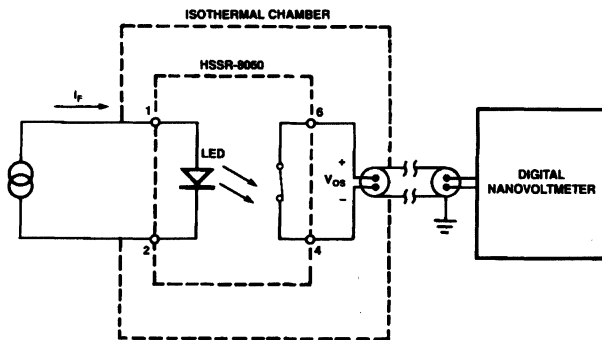 ISOTHERMAL CHAMBER
HSSR-8060
IF
1
6
LED
+
VOS
−
2
4
DIGITAL
NANOVOLTMETER